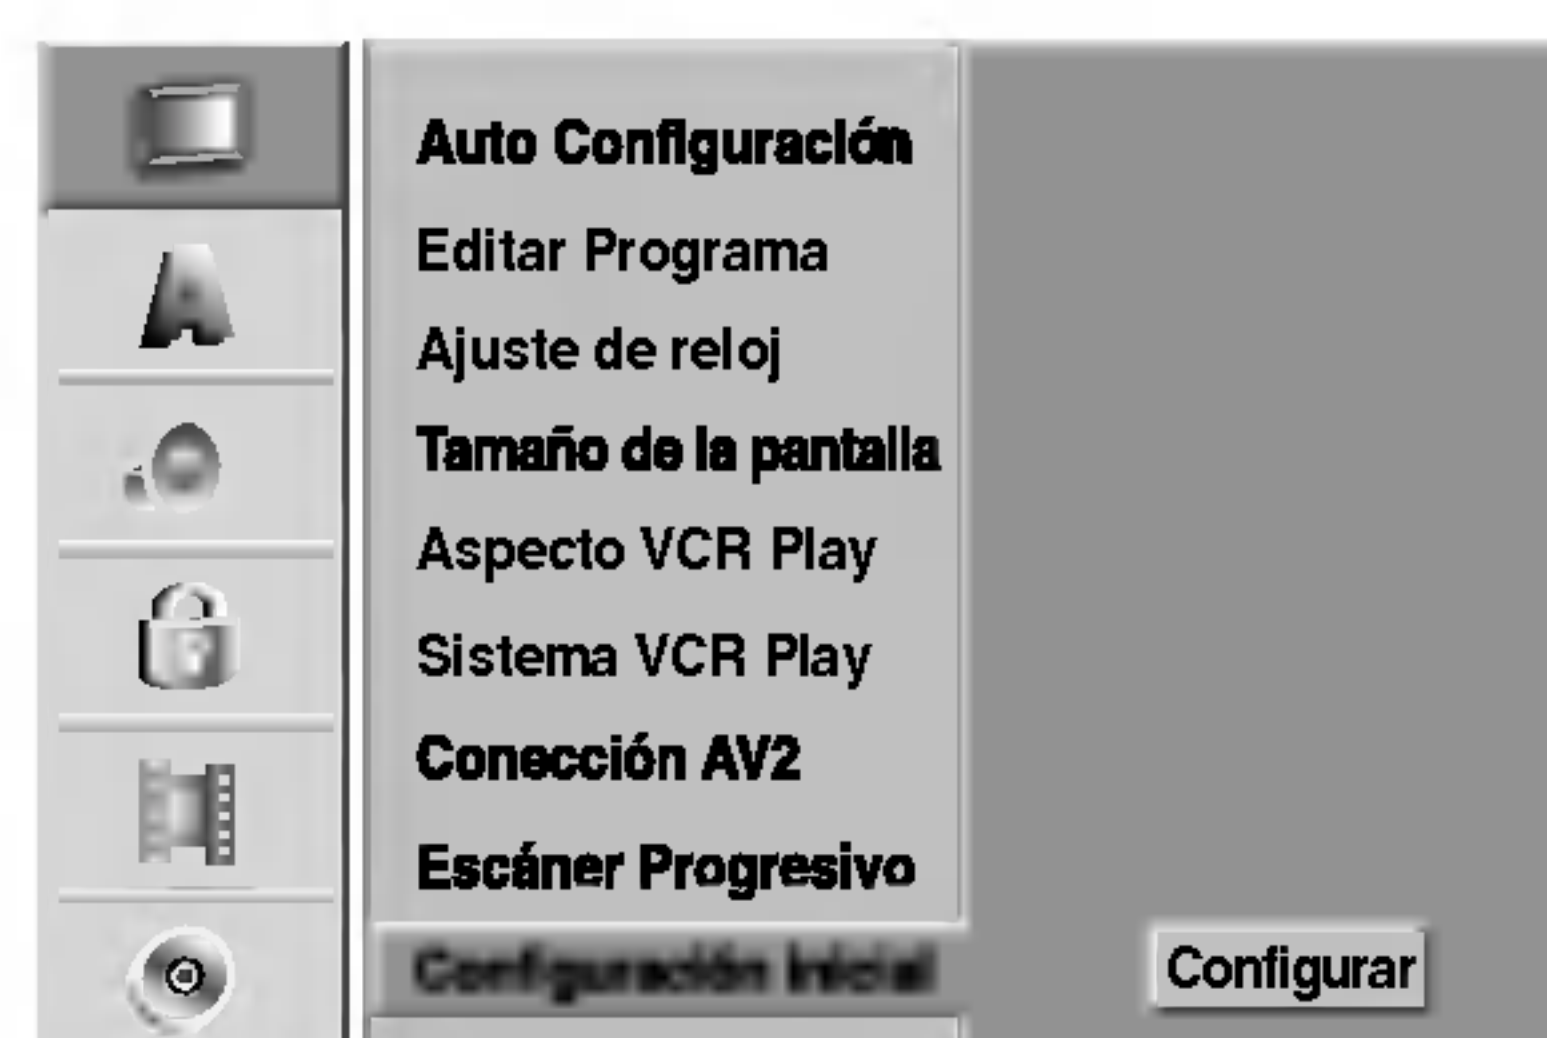 Auto Configuración
Editar Programa
Ajuste de reloj
Tamaño de la pantalla
Aspecto VCR Play
Sistema VCR Play
Conección AV2
Escáner Progresivo
Configuración Inicial
Configurar